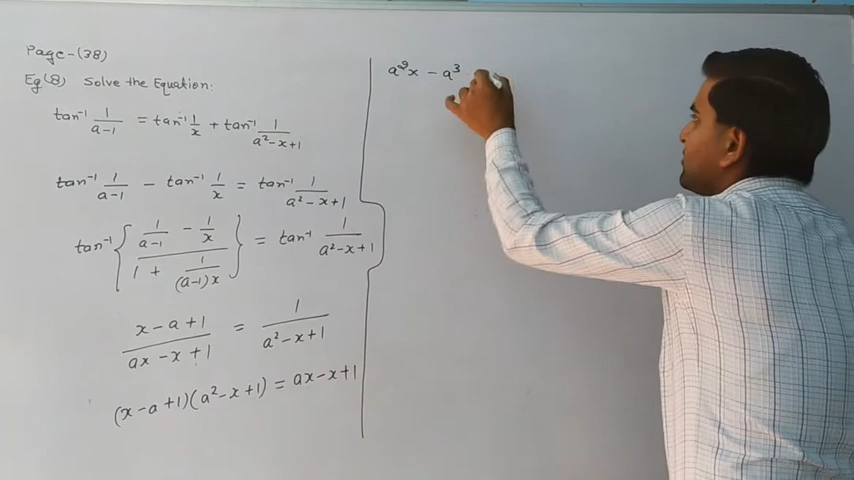 Page-(38)
Eg(8) Solve the Equation:
tan⁻¹ 1/(a-1) = tan⁻¹ 1/x + tan⁻¹ 1/(a²-x+1)
tan⁻¹ 1/(a-1) - tan⁻¹ 1/x = tan⁻¹ 1/(a²-x+1)
tan⁻¹ { (1/(a-1) - 1/x) / (1 + 1/((a-1)x)) } = tan⁻¹ 1/(a²-x+1)
(x-a+1)/(ax-x+1) = 1/(a²-x+1)
(x-a+1)(a²-x+1) = ax-x+1
a²x - a³